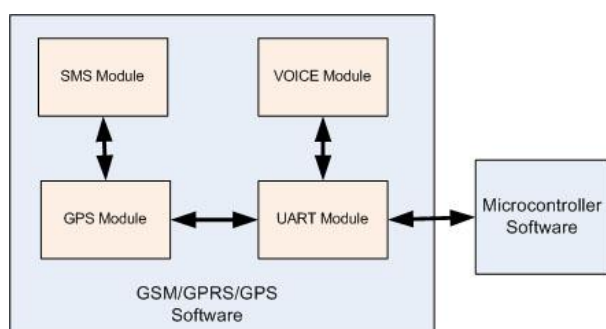 SMS Module
VOICE Module
GPS Module
UART Module
Microcontroller
Software
GSM/GPRS/GPS
Software